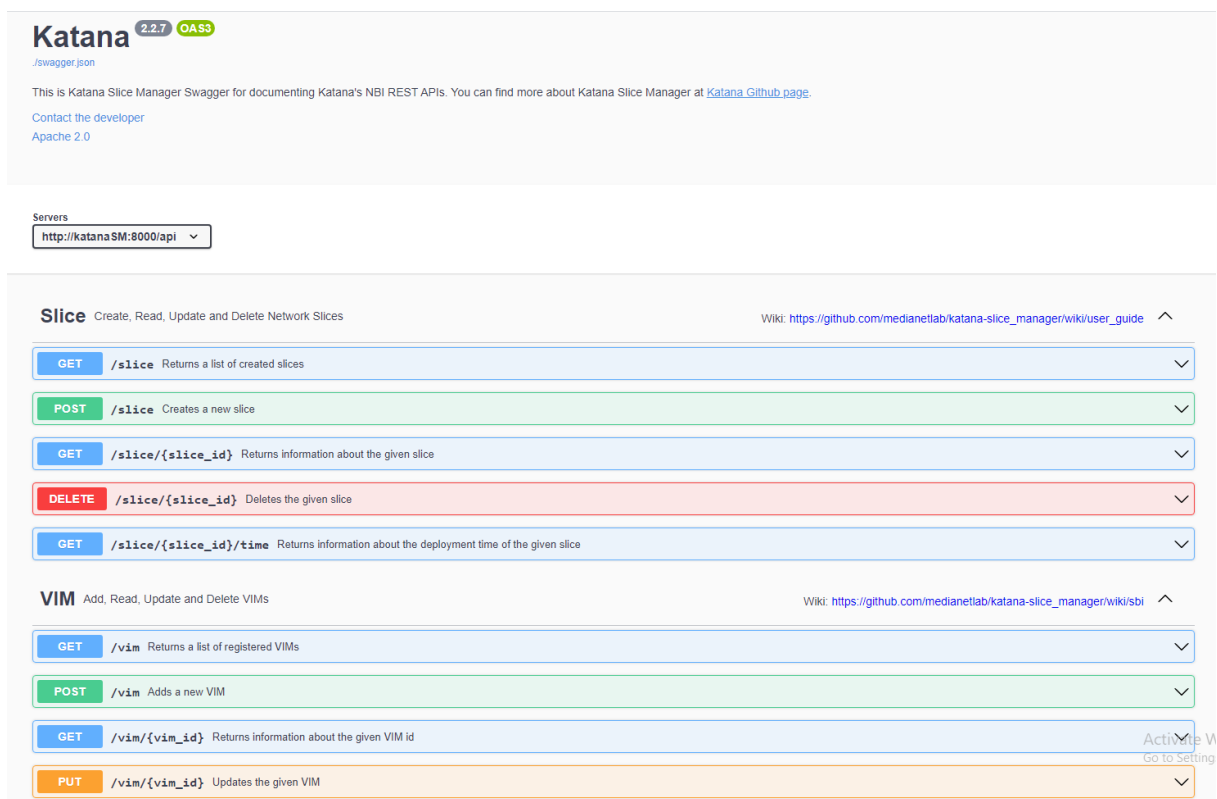 Katana 2.2.7 OAS3
./swagger.json
This is Katana Slice Manager Swagger for documenting Katana's NBI REST APIs. You can find more about Katana Slice Manager at Katana Github page.
Contact the developer
Apache 2.0
Servers
http://katanaSM:8000/api
Slice Create, Read, Update and Delete Network Slices Wiki: https://github.com/medianetlab/katana-slice_manager/wiki/user_guide
GET /slice Returns a list of created slices
POST /slice Creates a new slice
GET /slice/{slice_id} Returns information about the given slice
DELETE /slice/{slice_id} Deletes the given slice
GET /slice/{slice_id}/time Returns information about the deployment time of the given slice
VIM Add, Read, Update and Delete VIMs Wiki: https://github.com/medianetlab/katana-slice_manager/wiki/sbi
GET /vim Returns a list of registered VIMs
POST /vim Adds a new VIM
GET /vim/{vim_id} Returns information about the given VIM id
Activate W
Go to Setting
PUT /vim/{vim_id} Updates the given VIM